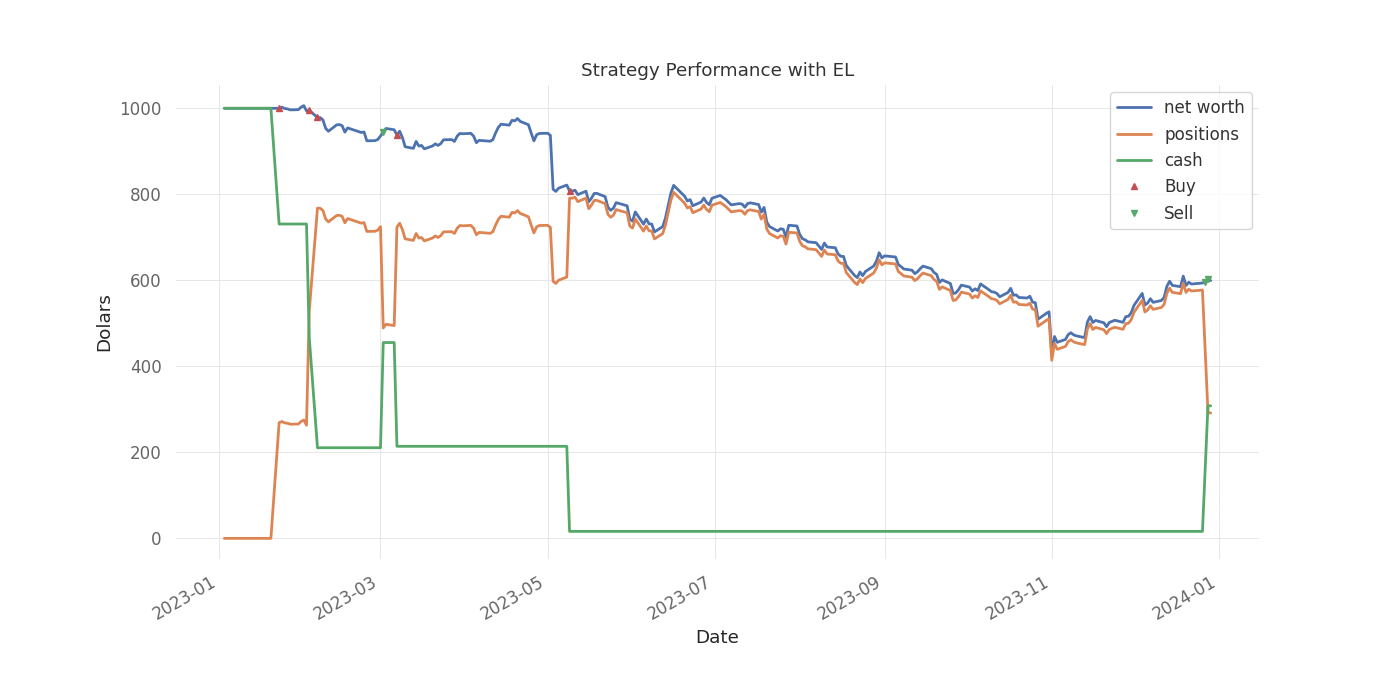 Strategy Performance with EL
1000
800
600
400
200
0
Dolars
2023-01
2023-03
2023-05
2023-07
2023-09
2023-11
2024-01
Date
net worth
positions
cash
Buy
Sell